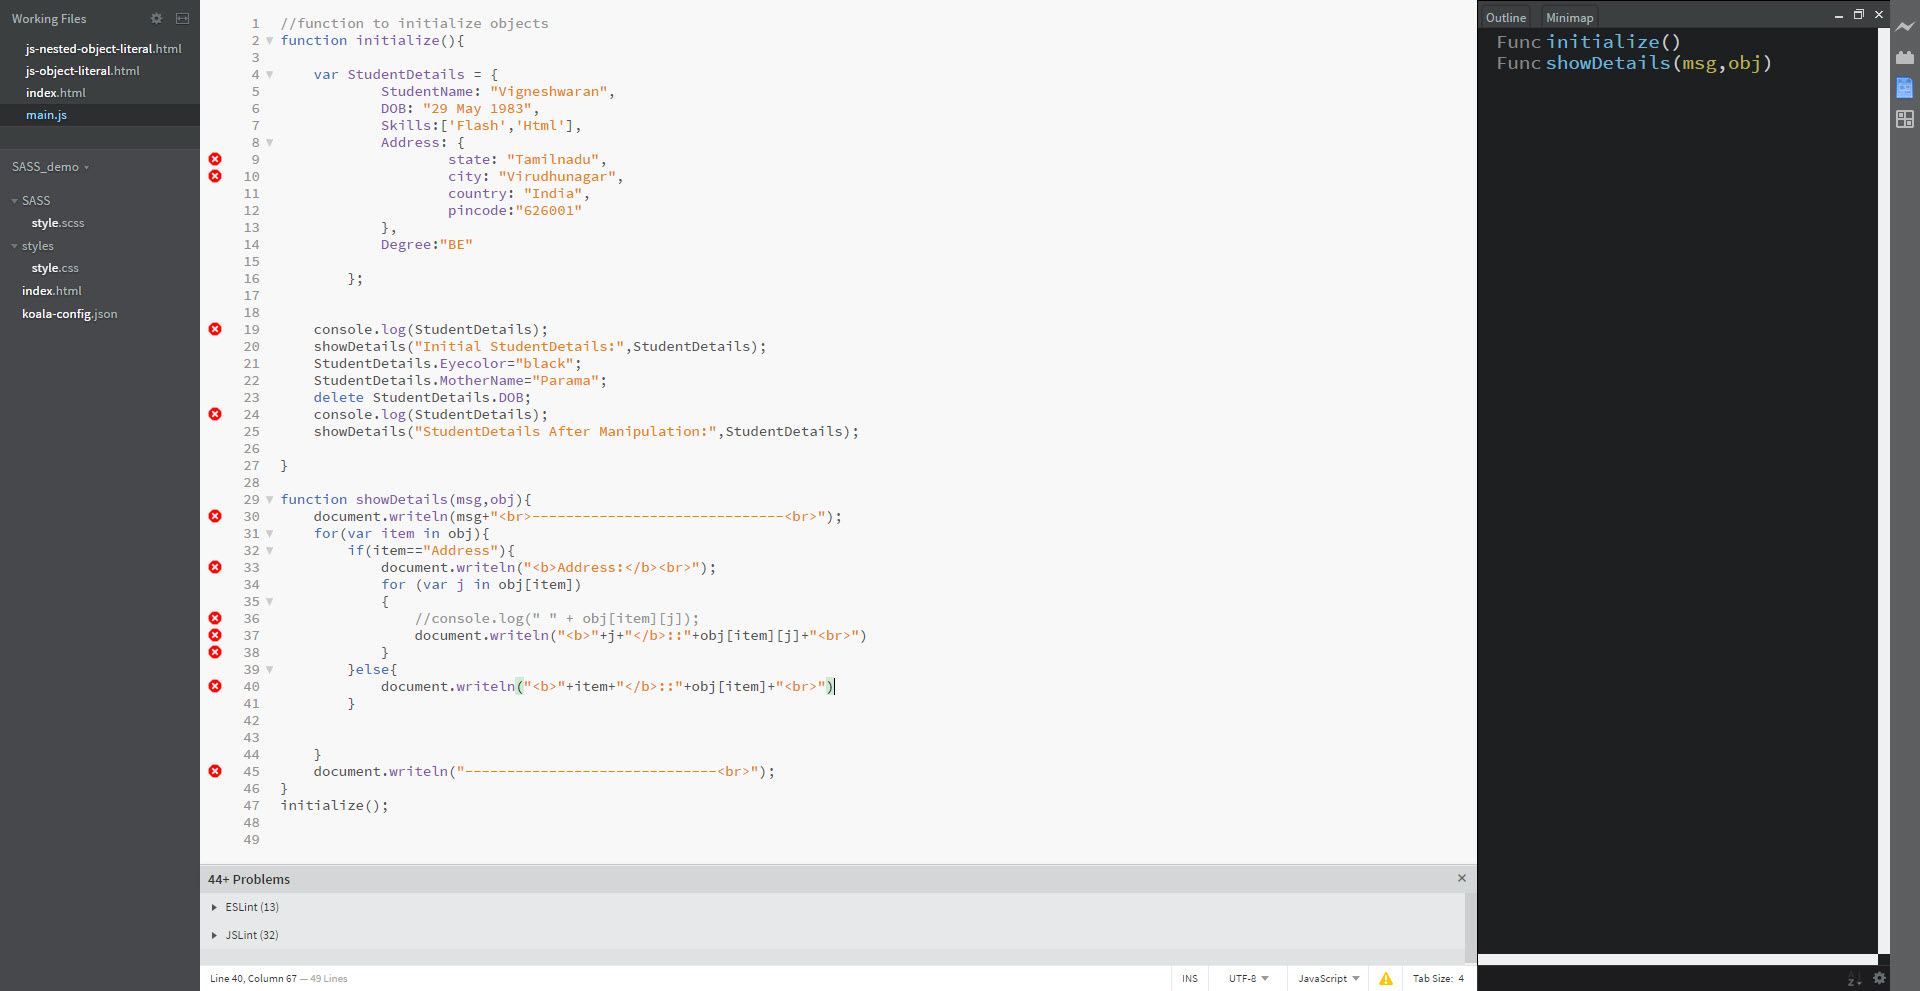 Working Files
js-nested-object-literal.html
js-object-literal.html
index.html
main.js
SASS_demo
SASS
style.scss
styles
style.css
index.html
koala-config.json
1 //function to initialize objects
2 function initialize(){
3
4 var StudentDetails = {
5 StudentName: "Vigneshwaran",
6 DOB: "29 May 1983",
7 Skills:['Flash','Html'],
8 Address: {
9 state: "Tamilnadu",
10 city: "Virudhunagar",
11 country: "India",
12 pincode:"626001"
13 },
14 Degree:"BE"
15
16 };
17
18
19 console.log(StudentDetails);
20 showDetails("Initial StudentDetails:",StudentDetails);
21 StudentDetails.Eyecolor="black";
22 StudentDetails.MotherName="Parama";
23 delete StudentDetails.DOB;
24 console.log(StudentDetails);
25 showDetails("StudentDetails After Manipulation:",StudentDetails);
26
27 }
28
29 function showDetails(msg,obj){
30 document.writeln(msg+"<br>------------------------------<br>");
31 for(var item in obj){
32 if(item=="Address"){
33 document.writeln("<b>Address:</b><br>");
34 for (var j in obj[item])
35 {
36 //console.log(" " + obj[item][j]);
37 document.writeln("<b>"+j+"</b>::"+obj[item][j]+"<br>")
38 }
39 }else{
40 document.writeln("<b>"+item+"</b>::"+obj[item]+"<br>")
41 }
42
43
44 }
45 document.writeln("------------------------------<br>");
46 }
47 initialize();
48
49
44+ Problems
ESLint (13)
JSLint (32)
Line 40, Column 67 — 49 Lines
INS UTF-8 JavaScript Tab Size: 4
Outline Minimap
Func initialize()
Func showDetails(msg,obj)